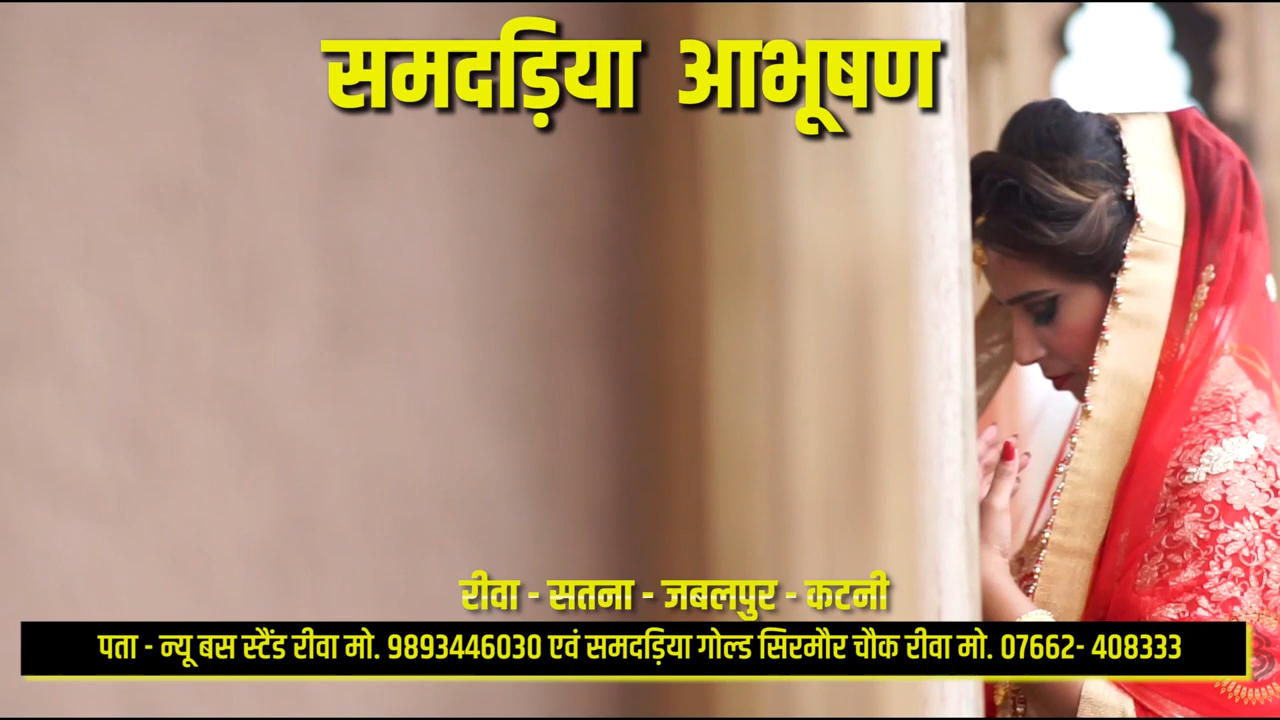 समदड़िया आभूषण
रीवा - सतना - जबलपुर - कटनी
पता - न्यू बस स्टैंड रीवा मो. 9893446030 एवं समदड़िया गोल्ड सिरमौर चौक रीवा मो. 07662- 408333